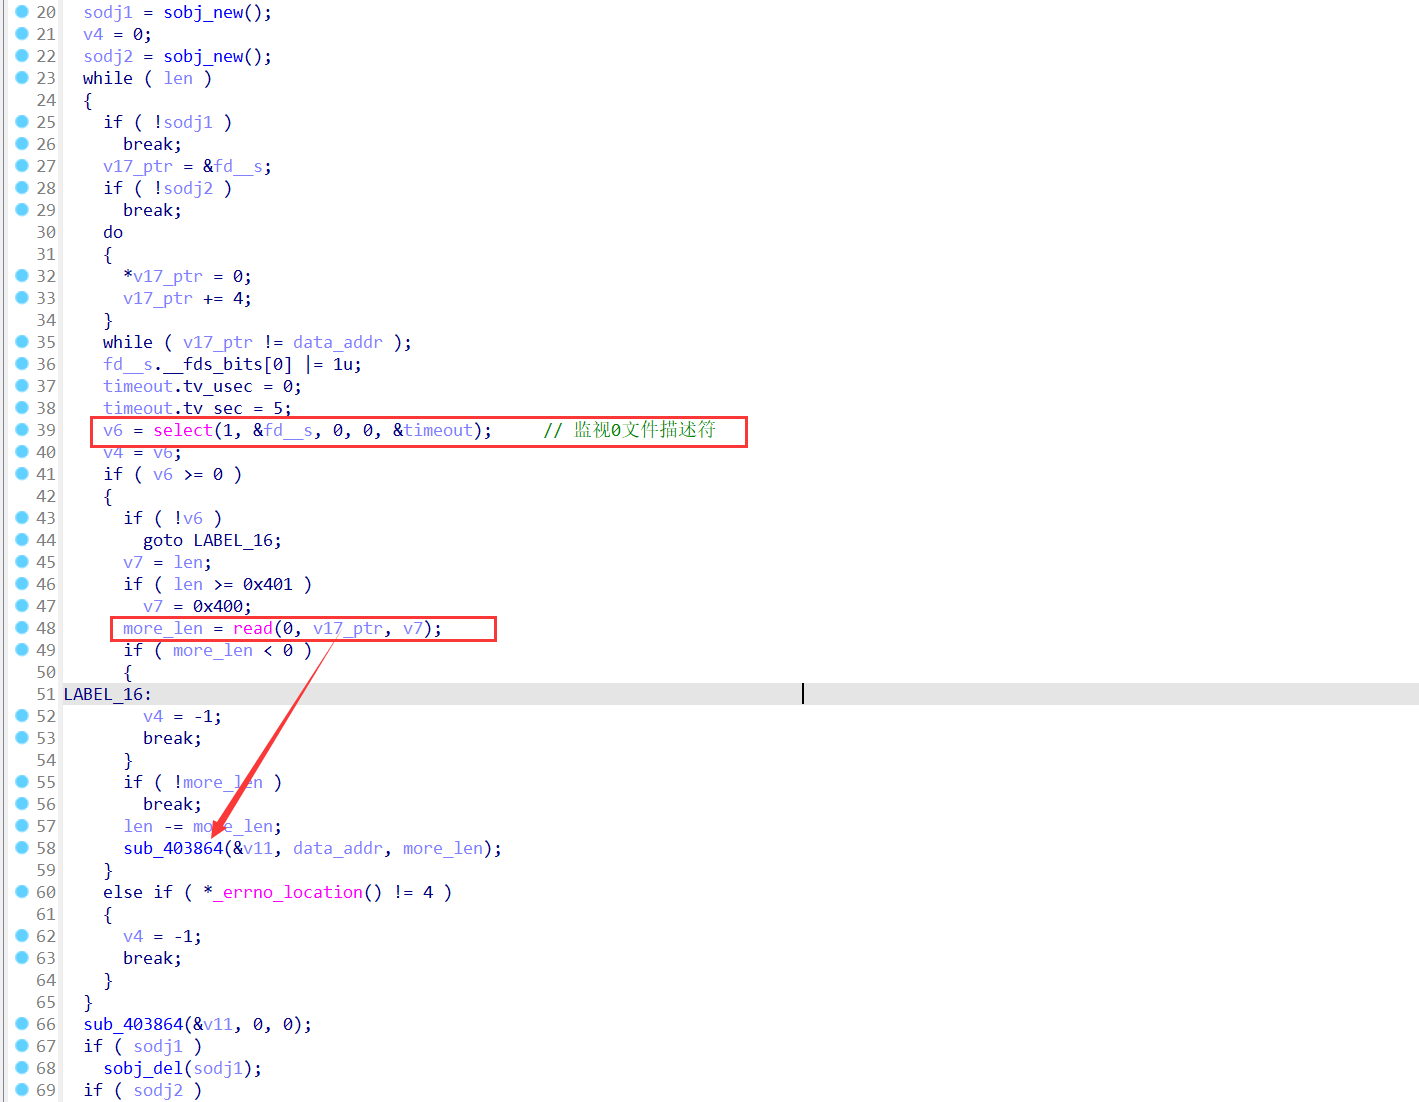 20 sodj1 = sobj_new();
21 v4 = 0;
22 sodj2 = sobj_new();
23 while ( len )
24 {
25 if ( !sodj1 )
26 break;
27 v17_ptr = &fd__s;
28 if ( !sodj2 )
29 break;
30 do
31 {
32 *v17_ptr = 0;
33 v17_ptr += 4;
34 }
35 while ( v17_ptr != data_addr );
36 fd__s.__fds_bits[0] |= 1u;
37 timeout.tv_usec = 0;
38 timeout.tv_sec = 5;
39 v6 = select(1, &fd__s, 0, 0, &timeout); // 监视0文件描述符
40 v4 = v6;
41 if ( v6 >= 0 )
42 {
43 if ( !v6 )
44 goto LABEL_16;
45 v7 = len;
46 if ( len >= 0x401 )
47 v7 = 0x400;
48 more_len = read(0, v17_ptr, v7);
49 if ( more_len < 0 )
50 {
51 LABEL_16:
52 v4 = -1;
53 break;
54 }
55 if ( !more_len )
56 break;
57 len -= more_len;
58 sub_403864(&v11, data_addr, more_len);
59 }
60 else if ( *_errno_location() != 4 )
61 {
62 v4 = -1;
63 break;
64 }
65 }
66 sub_403864(&v11, 0, 0);
67 if ( sodj1 )
68 sobj_del(sodj1);
69 if ( sodj2 )